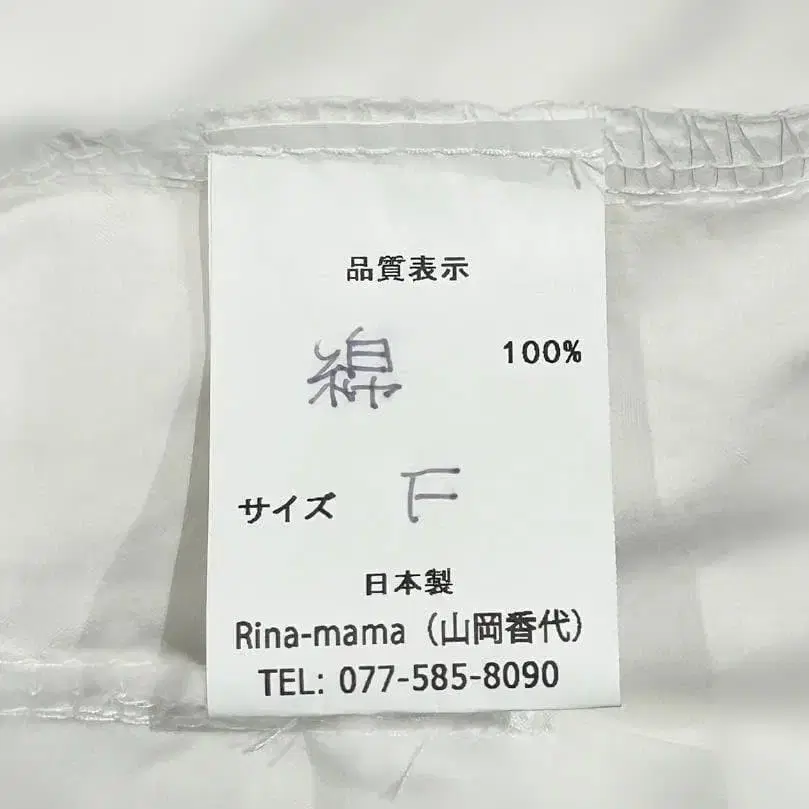 品質表示
綿 100%
サイズ F
日本製
Rina-mama（山岡香代）
TEL: 077-585-8090